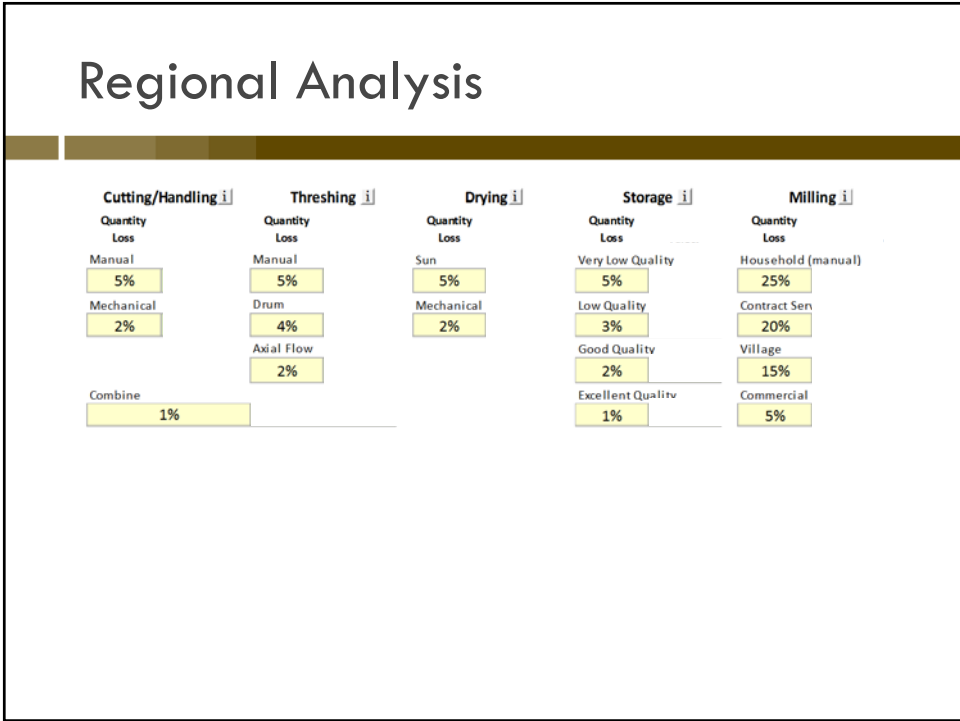 Regional Analysis
Cutting/Handling i Threshing i Drying i Storage i Milling i
Quantity Quantity Quantity Quantity Quantity
Loss Loss Loss Loss Loss
Manual Manual Sun Very Low Quality Household (manual)
5% 5% 5% 5% 25%
Mechanical Drum Mechanical Low Quality Contract Serv
2% 4% 2% 3% 20%
Axial Flow Good Quality Village
2% 2% 15%
Combine Excellent Quality Commercial
1% 1% 5%